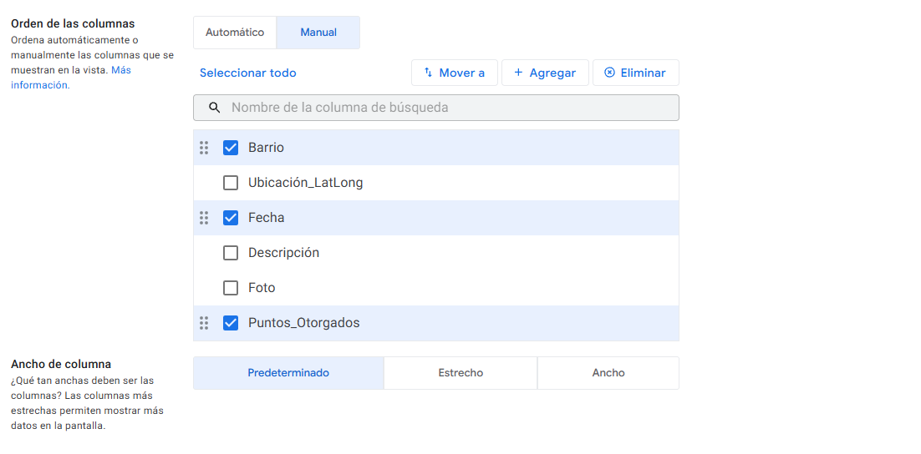 Orden de las columnas
Ordena automáticamente o
manualmente las columnas que se
muestran en la vista. Más
información.
Automático
Manual
Seleccionar todo
Mover a
Agregar
Eliminar
Nombre de la columna de búsqueda
Barrio
Ubicación_LatLong
Fecha
Descripción
Foto
Puntos_Otorgados
Ancho de columna
¿Qué tan anchas deben ser las
columnas? Las columnas más
estrechas permiten mostrar más
datos en la pantalla.
Predeterminado
Estrecho
Ancho